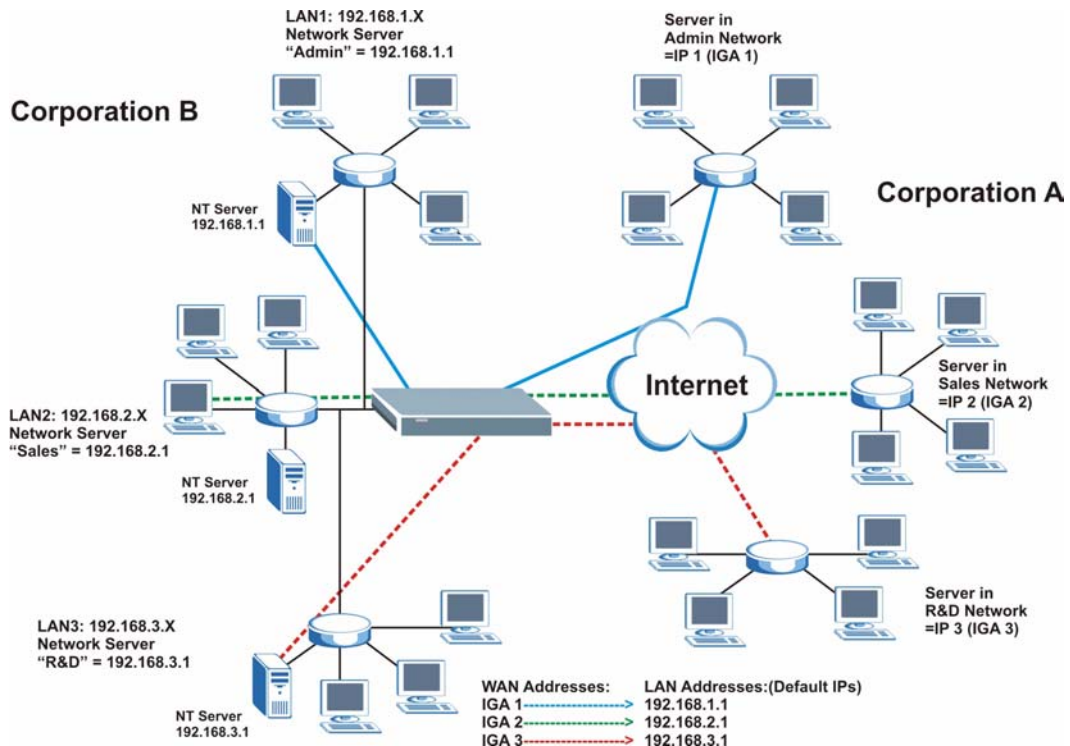 LAN1: 192.168.1.X
Network Server
“Admin” = 192.168.1.1
Server in
Admin Network
=IP 1 (IGA 1)
Corporation B
Corporation A
NT Server
192.168.1.1
Internet
Server in
Sales Network
=IP 2 (IGA 2)
LAN2: 192.168.2.X
Network Server
“Sales” = 192.168.2.1
NT Server
192.168.2.1
Server in
R&D Network
=IP 3 (IGA 3)
LAN3: 192.168.3.X
Network Server
“R&D” = 192.168.3.1
NT Server
192.168.3.1
WAN Addresses: LAN Addresses:(Default IPs)
IGA 1 192.168.1.1
IGA 2 192.168.2.1
IGA 3 192.168.3.1